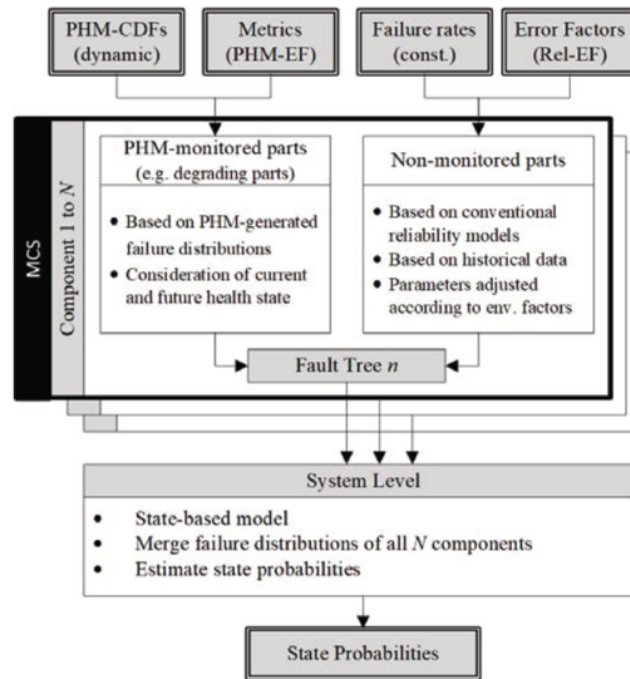 PHM-CDFs
(dynamic)
Metrics
(PHM-EF)
Failure rates
(const.)
Error Factors
(Rel-EF)
MCS
Component 1 to N
PHM-monitored parts
(e.g. degrading parts)
• Based on PHM-generated
failure distributions
• Consideration of current
and future health state
Non-monitored parts
• Based on conventional
reliability models
• Based on historical data
• Parameters adjusted
according to env. factors
Fault Tree n
System Level
• State-based model
• Merge failure distributions of all N components
• Estimate state probabilities
State Probabilities